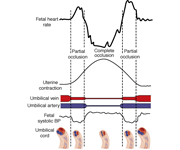 Fetal heart
rate
Partial
occlusion
Complete
occlusion
Partial
occlusion
Uterine
contraction
Umbilical vein
Umbilical artery
Fetal
systolic BP
Umbilical
cord